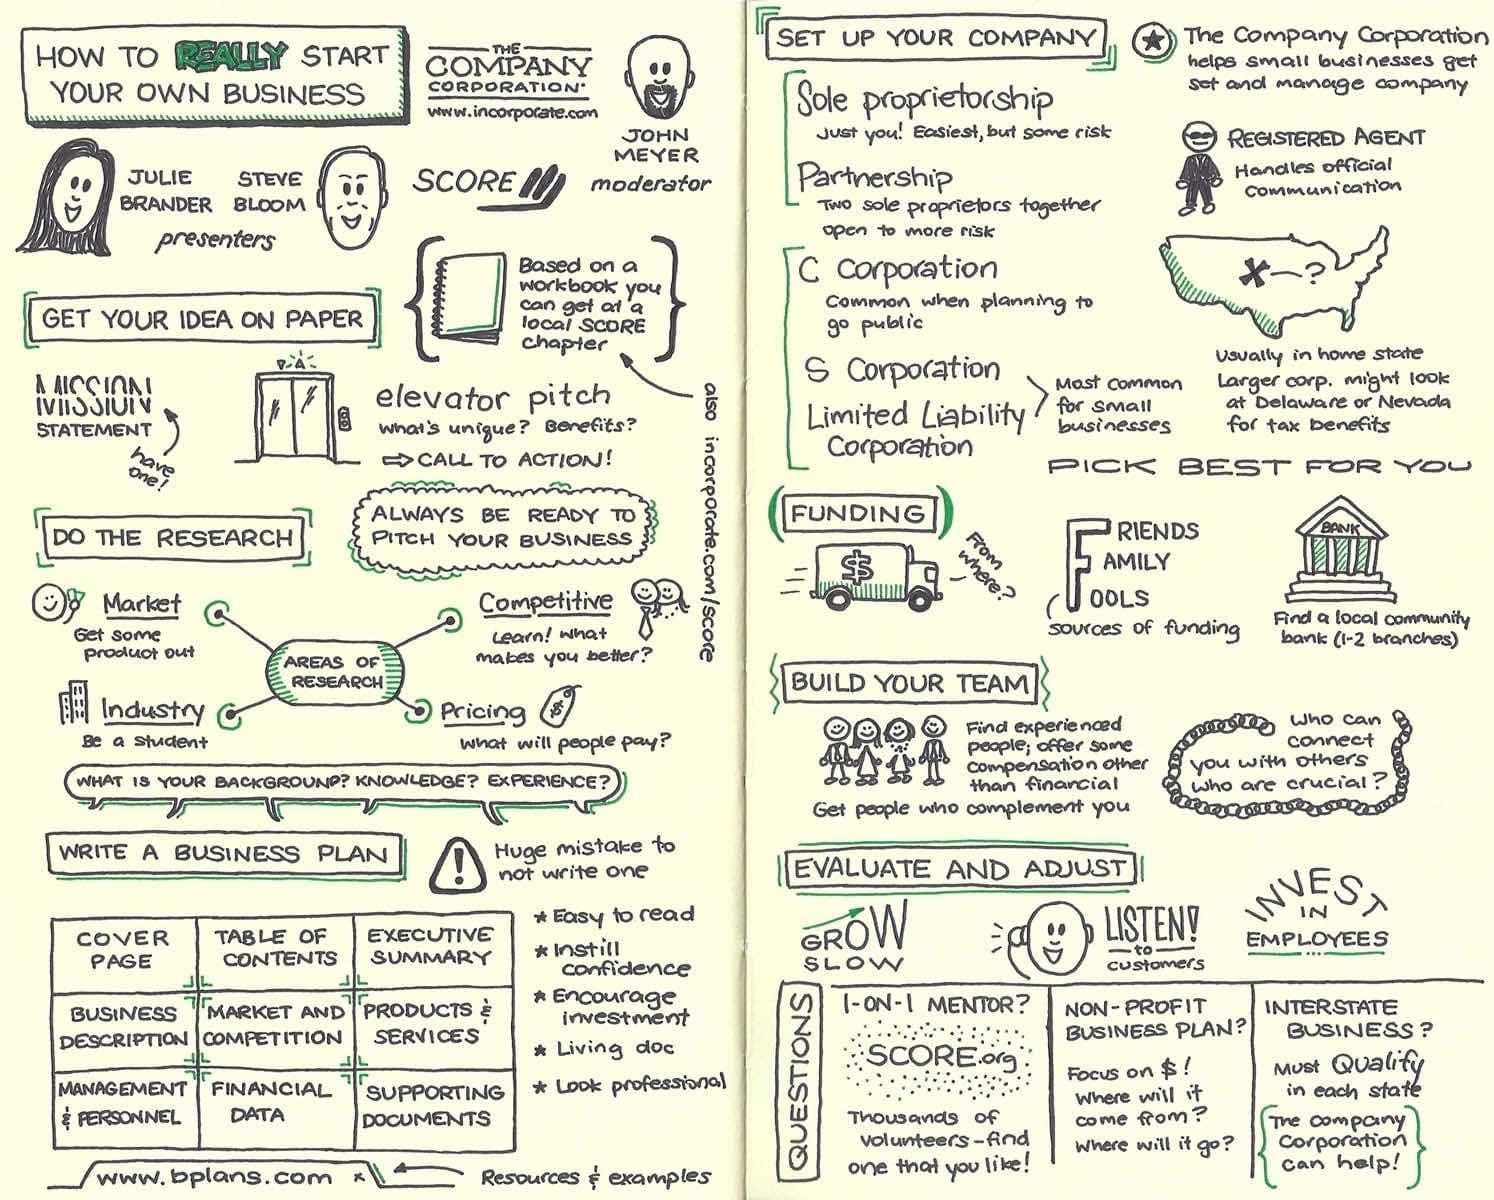 HOW TO REALLY START
YOUR OWN BUSINESS
THE
COMPANY
CORPORATION
www.incorporate.com
JOHN
MEYER
moderator
JULIE
BRANDER
STEVE
BLOOM
presenters
SCORE
Based on a
workbook you
can get at a
local SCORE
chapter
also incorporate.com/score
GET YOUR IDEA ON PAPER
MISSION
MISSION
STATEMENT
have
one!
elevator pitch
what's unique? Benefits?
⇨ CALL TO ACTION!
ALWAYS BE READY TO
PITCH YOUR BUSINESS
DO THE RESEARCH
Market
Get some
product out
Competitive
Learn! What
makes you better?
AREAS OF
RESEARCH
Industry
Be a student
Pricing
$
What will people pay?
WHAT IS YOUR BACKGROUND? KNOWLEDGE? EXPERIENCE?
WRITE A BUSINESS PLAN
!
Huge mistake to
not write one
COVER
PAGE
TABLE OF
CONTENTS
EXECUTIVE
SUMMARY
BUSINESS
DESCRIPTION
MARKET AND
COMPETITION
PRODUCTS &
SERVICES
MANAGEMENT
& PERSONNEL
FINANCIAL
DATA
SUPPORTING
DOCUMENTS
* Easy to read
* Instill
confidence
* Encourage
investment
* Living doc
* Look professional
www.bplans.com x
Resources & examples
SET UP YOUR COMPANY
Sole proprietorship
Just you! Easiest, but some risk
Partnership
Two sole proprietors together
open to more risk
C Corporation
Common when planning to
go public
S Corporation
Limited Liability
Corporation
Most common
for small
businesses
The Company Corporation
helps small businesses get
set and manage company
REGISTERED AGENT
Handles official
communication
X ?
Usually in home state
Larger corp. might look
at Delaware or Nevada
for tax benefits
PICK BEST FOR YOU
FUNDING
$
From
where?
FRIENDS
FAMILY
FOOLS
sources of funding
BANK
Find a local community
bank (1-2 branches)
BUILD YOUR TEAM
Find experienced
people; offer some
compensation other
than financial
Get people who complement you
Who can
connect
you with others
who are crucial?
EVALUATE AND ADJUST
GROW
SLOW
LISTEN!
to
customers
INVEST
IN
EMPLOYEES
QUESTIONS
1-ON-1 MENTOR?
SCORE.org
Thousands of
volunteers - find
one that you like!
NON-PROFIT
BUSINESS PLAN?
Focus on $!
Where will it
come from?
Where will it go?
INTERSTATE
BUSINESS?
Must Qualify
in each state
The Company
Corporation
can help!